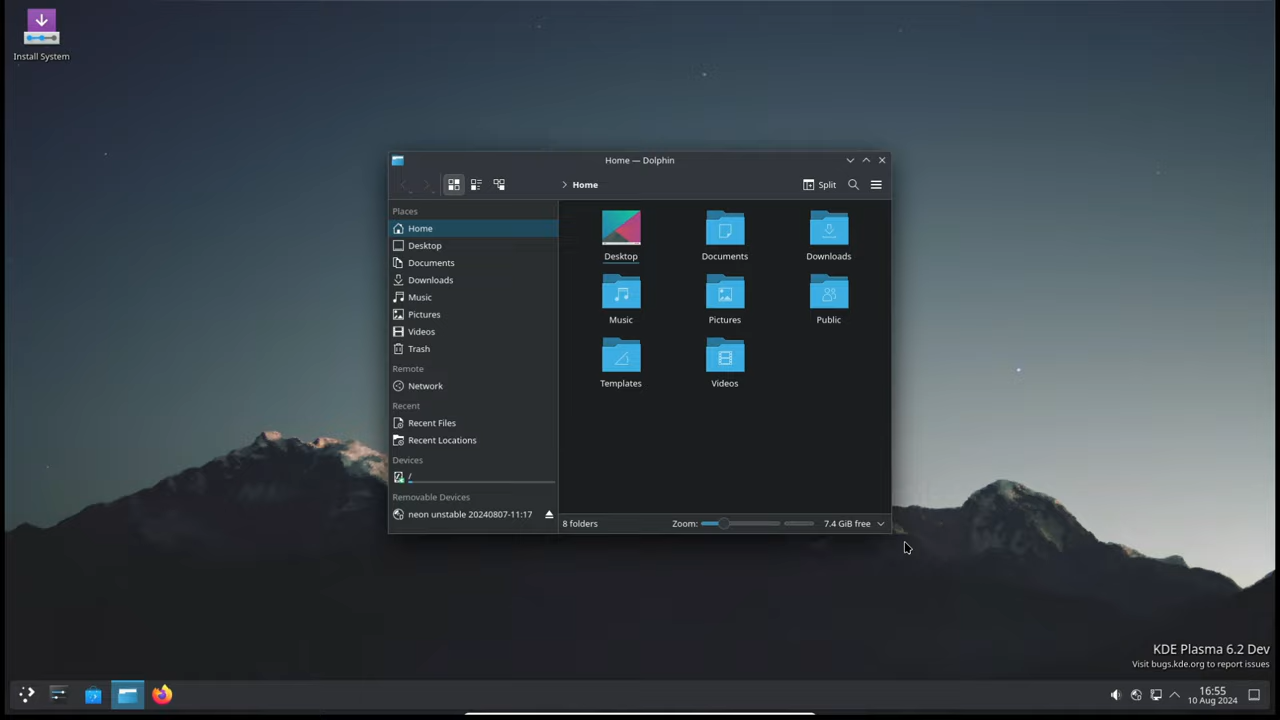 Install System
Home — Dolphin
Home
Split
Places
Home
Desktop
Documents
Downloads
Music
Pictures
Videos
Trash
Remote
Network
Recent
Recent Files
Recent Locations
Devices
/
Removable Devices
neon unstable 20240807-11:17
Desktop
Documents
Downloads
Music
Pictures
Public
Templates
Videos
8 folders
Zoom:
7.4 GiB free
KDE Plasma 6.2 Dev
Visit bugs.kde.org to report issues
16:55
10 Aug 2024